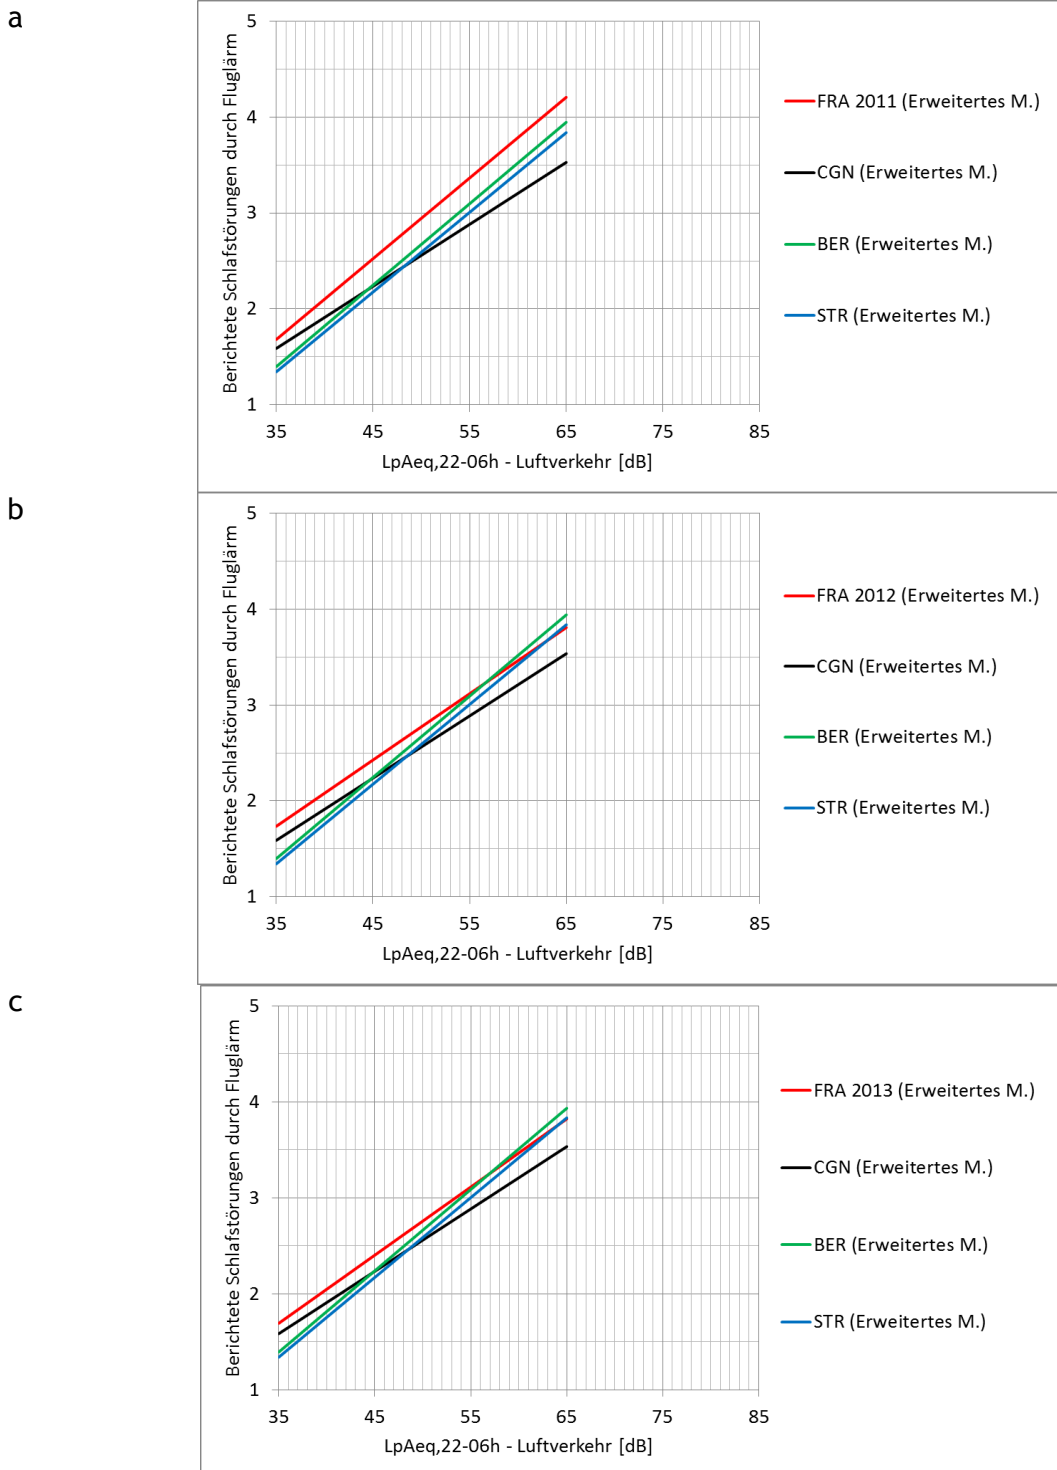 a
Berichtete Schlafstörungen durch Fluglärm
5
4
3
2
1
35 45 55 65 75 85
LpAeq,22-06h - Luftverkehr [dB]
FRA 2011 (Erweitertes M.)
CGN (Erweitertes M.)
BER (Erweitertes M.)
STR (Erweitertes M.)
b
Berichtete Schlafstörungen durch Fluglärm
5
4
3
2
1
35 45 55 65 75 85
LpAeq,22-06h - Luftverkehr [dB]
FRA 2012 (Erweitertes M.)
CGN (Erweitertes M.)
BER (Erweitertes M.)
STR (Erweitertes M.)
c
Berichtete Schlafstörungen durch Fluglärm
5
4
3
2
1
35 45 55 65 75 85
LpAeq,22-06h - Luftverkehr [dB]
FRA 2013 (Erweitertes M.)
CGN (Erweitertes M.)
BER (Erweitertes M.)
STR (Erweitertes M.)